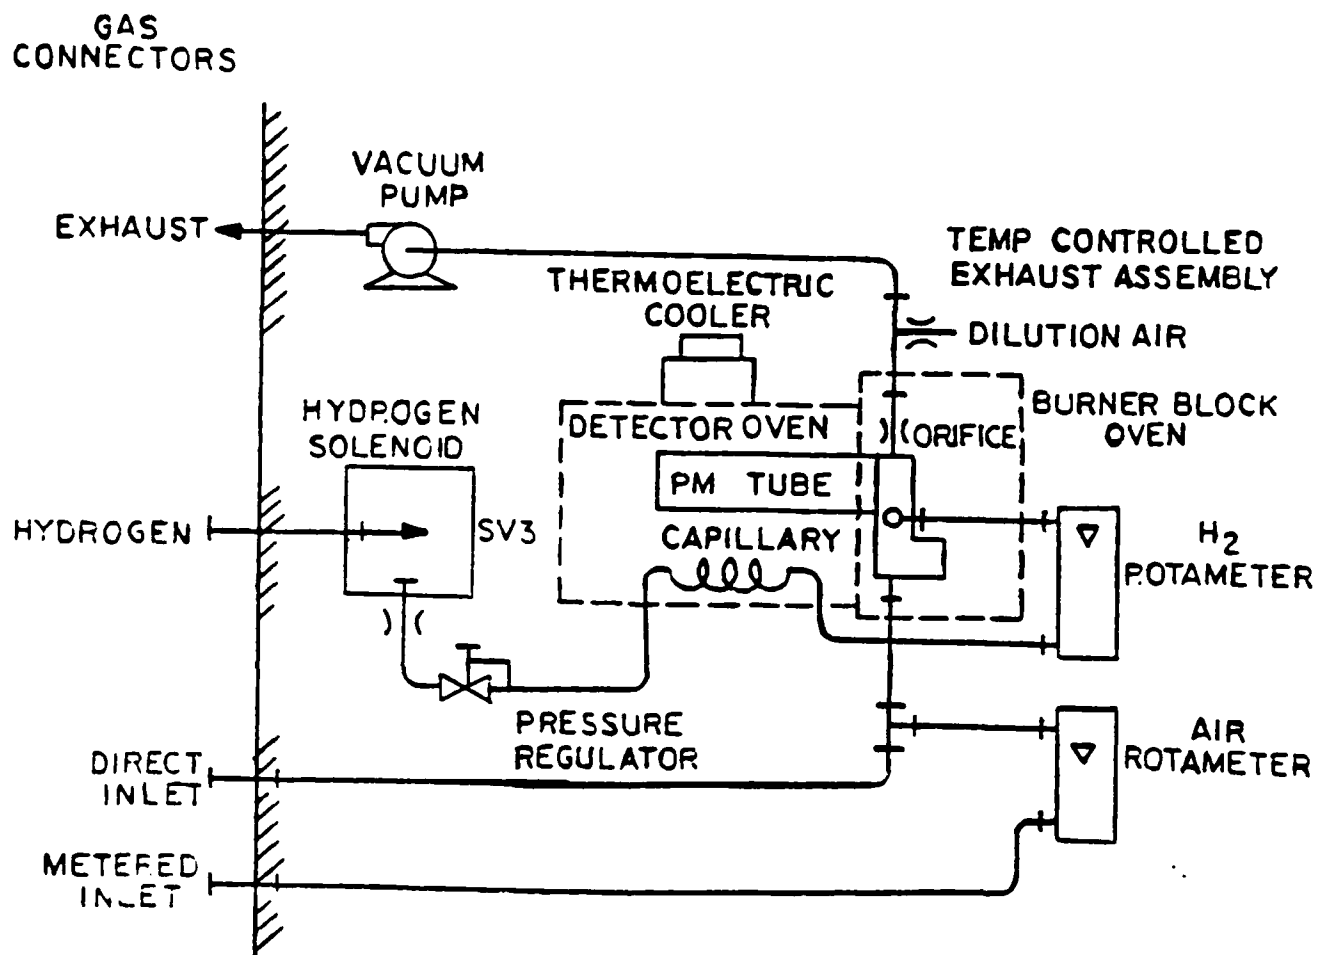 GAS
CONNECTORS
VACUUM
PUMP
EXHAUST
TEMP CONTROLLED
EXHAUST ASSEMBLY
THERMOELECTRIC
COOLER
DILUTION AIR
HYDROGEN
SOLENOID
DETECTOR OVEN
ORIFICE
BURNER BLOCK
OVEN
PM TUBE
HYDROGEN
SV3
CAPILLARY
H2
ROTAMETER
PRESSURE
REGULATOR
DIRECT
INLET
AIR
ROTAMETER
METERED
INLET